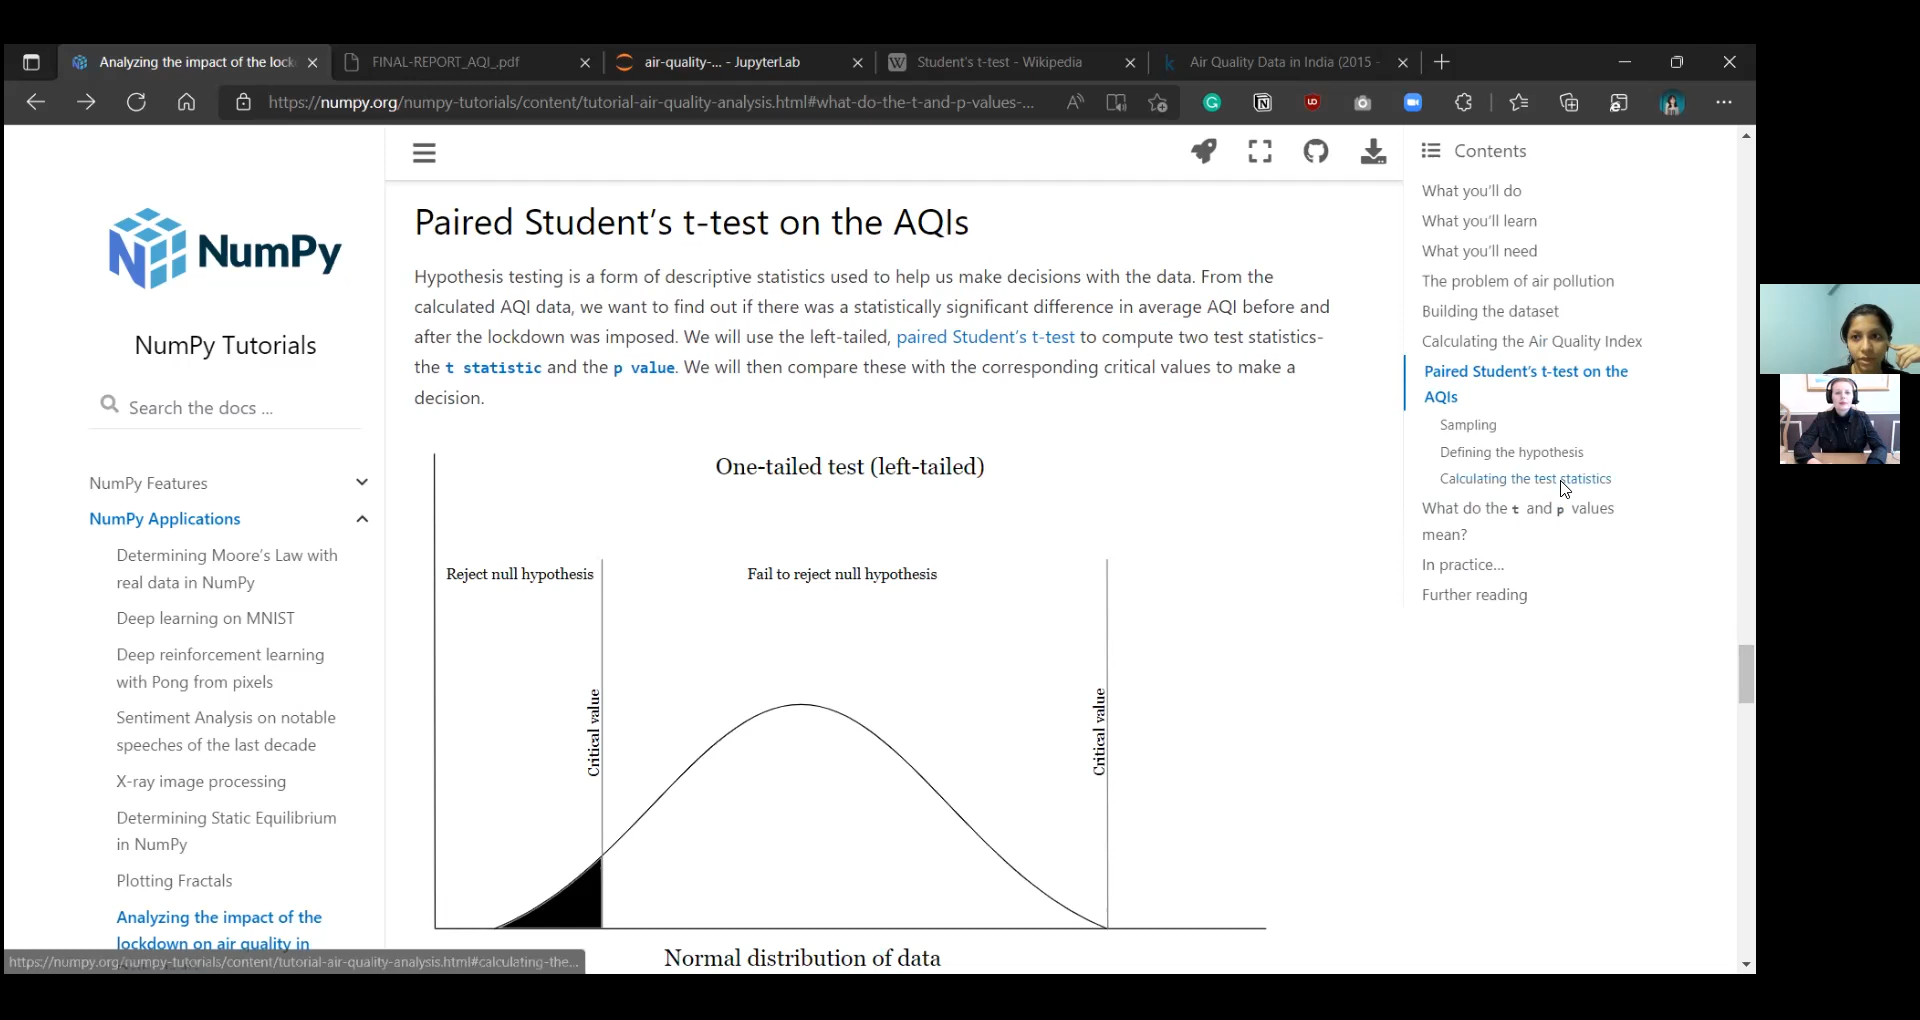 Analyzing the impact of the lock
FINAL-REPORT_AQI_.pdf
air-quality-... - JupyterLab
Student's t-test - Wikipedia
Air Quality Data in India (2015 -
https://numpy.org/numpy-tutorials/content/tutorial-air-quality-analysis.html#what-do-the-t-and-p-values-...
NumPy
NumPy Tutorials
Search the docs ...
NumPy Features
NumPy Applications
Determining Moore’s Law with
real data in NumPy
Deep learning on MNIST
Deep reinforcement learning
with Pong from pixels
Sentiment Analysis on notable
speeches of the last decade
X-ray image processing
Determining Static Equilibrium
in NumPy
Plotting Fractals
Analyzing the impact of the
lockdown on air quality in
https://numpy.org/numpy-tutorials/content/tutorial-air-quality-analysis.html#calculating-the...
Paired Student’s t-test on the AQIs
Hypothesis testing is a form of descriptive statistics used to help us make decisions with the data. From the
calculated AQI data, we want to find out if there was a statistically significant difference in average AQI before and
after the lockdown was imposed. We will use the left-tailed, paired Student’s t-test to compute two test statistics-
the t statistic and the p value. We will then compare these with the corresponding critical values to make a
decision.
One-tailed test (left-tailed)
Reject null hypothesis
Fail to reject null hypothesis
Critical value
Critical value
Normal distribution of data
Contents
What you’ll do
What you’ll learn
What you’ll need
The problem of air pollution
Building the dataset
Calculating the Air Quality Index
Paired Student’s t-test on the
AQIs
Sampling
Defining the hypothesis
Calculating the test statistics
What do the t and p values
mean?
In practice...
Further reading